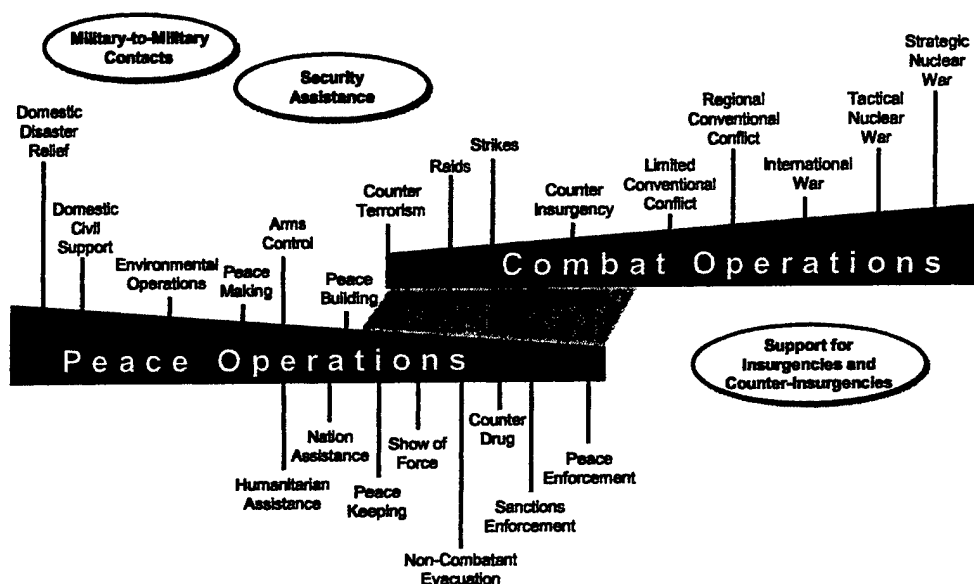 Military-to-Military
Contacts
Security
Assistance
Domestic
Disaster
Relief
Domestic
Civil
Support
Environmental
Operations
Peace
Making
Arms
Control
Peace
Building
Counter
Terrorism
Raids
Strikes
Counter
Insurgency
Limited
Conventional
Conflict
Regional
Conventional
Conflict
International
War
Tactical
Nuclear
War
Strategic
Nuclear
War
Combat Operations
Peace Operations
Support for
Insurgencies and
Counter-Insurgencies
Humanitarian
Assistance
Nation
Assistance
Peace
Keeping
Show of
Force
Non-Combatant
Evacuation
Counter
Drug
Sanctions
Enforcement
Peace
Enforcement